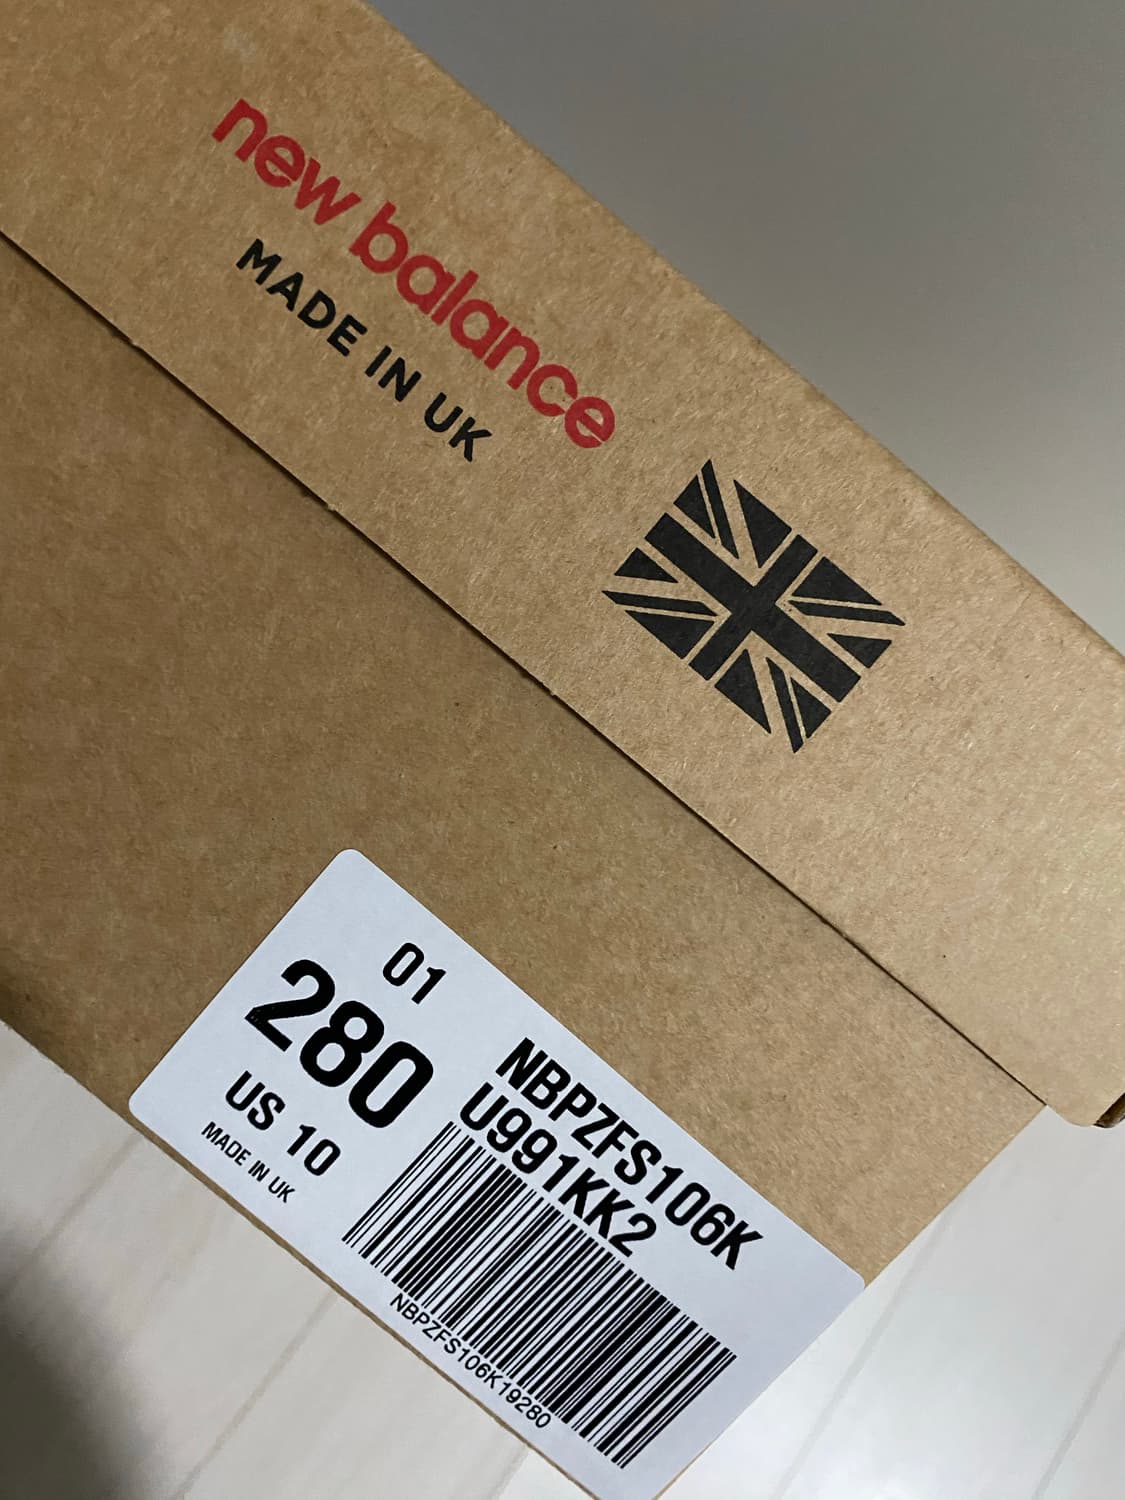 new balance
MADE IN UK
01
280
US 10
MADE IN UK
NBPZFS106K
U991KK2
NBPZFS106K19280